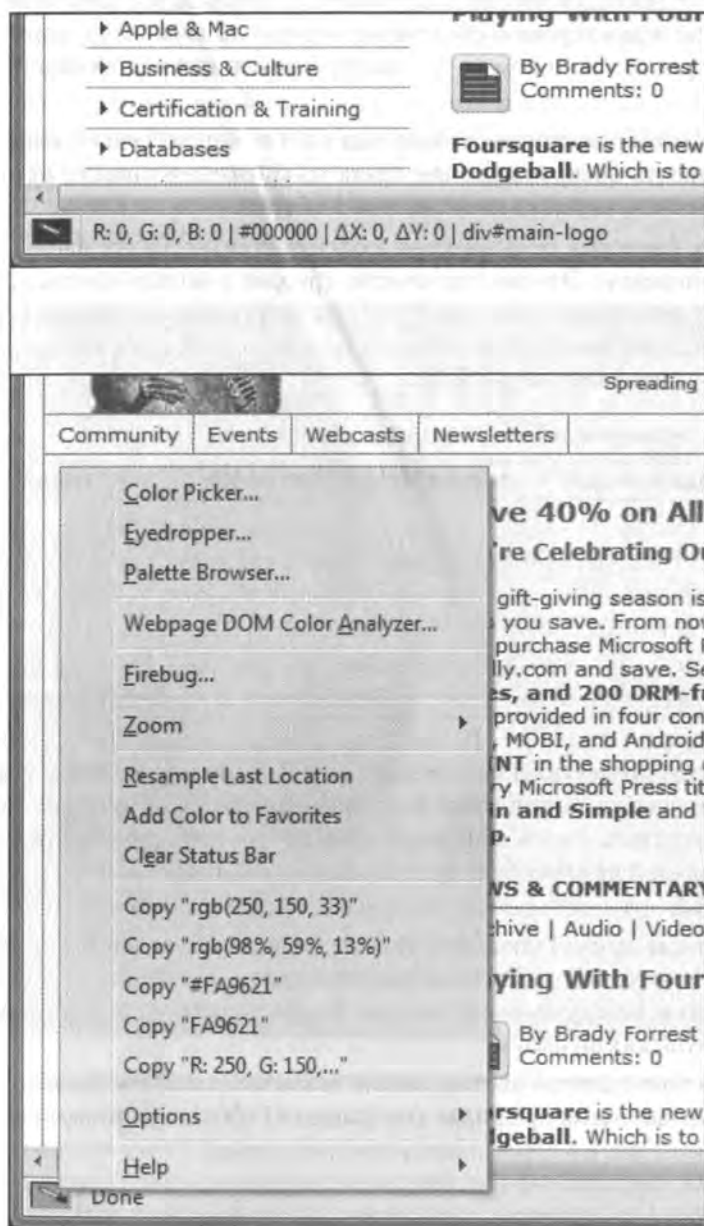 Playing With Four
Apple & Mac
Business & Culture
Certification & Training
Databases
By Brady Forrest
Comments: 0
Foursquare is the new
Dodgeball. Which is to
R: 0, G: 0, B: 0 | #000000 | ΔX: 0, ΔY: 0 | div#main-logo
Spreading
Community Events Webcasts Newsletters
Color Picker...
Eyedropper...
Palette Browser...
Webpage DOM Color Analyzer...
Firebug...
Zoom
Resample Last Location
Add Color to Favorites
Clear Status Bar
Copy "rgb(250, 150, 33)"
Copy "rgb(98%, 59%, 13%)"
Copy "#FA9621"
Copy "FA9621"
Copy "R: 250, G: 150,..."
Options
Help
ve 40% on All
're Celebrating Ou
gift-giving season is
you save. From now
purchase Microsoft
lly.com and save. Se
es, and 200 DRM-fr
provided in four con
, MOBI, and Android
NT in the shopping
ry Microsoft Press tit
in and Simple and
p.
WS & COMMENTARY
chive | Audio | Video
ying With Four
By Brady Forrest
Comments: 0
rsquare is the new
dgeball. Which is to
Done